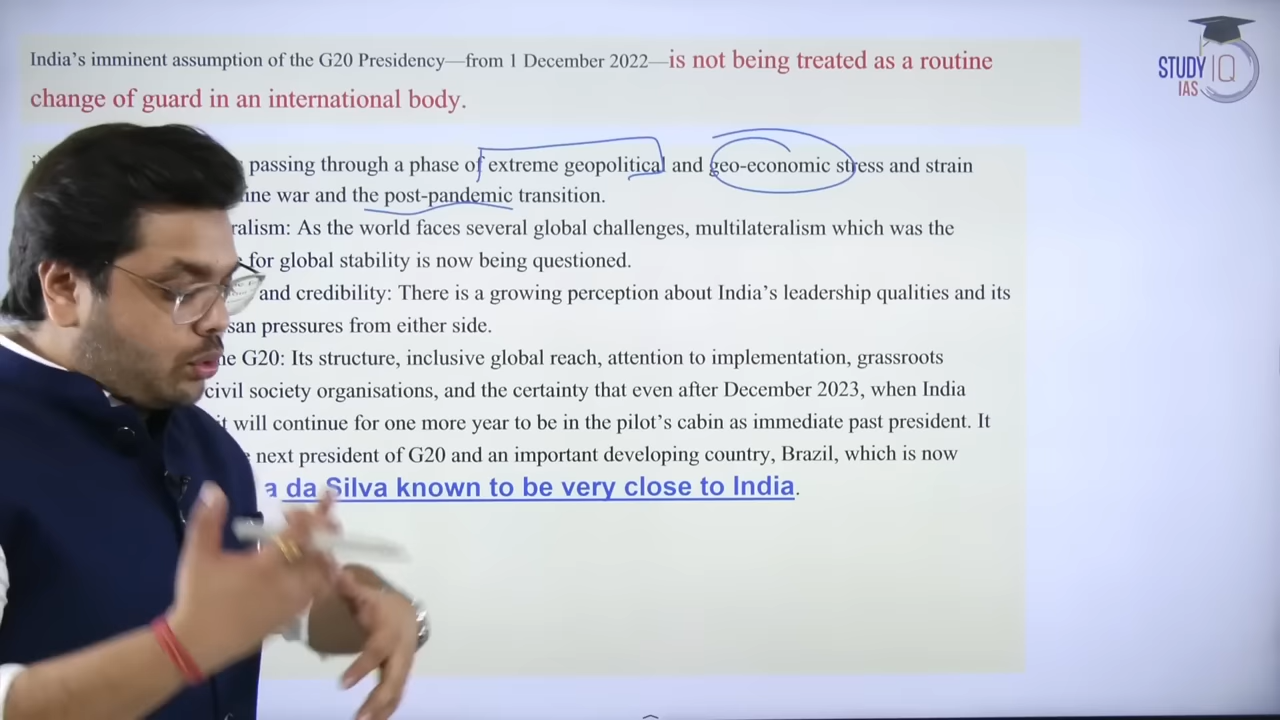 India’s imminent assumption of the G20 Presidency—from 1 December 2022—is not being treated as a routine
change of guard in an international body.
STUDY IQ
IAS
passing through a phase of extreme geopolitical and geo-economic stress and strain
ine war and the post-pandemic transition.
ralism: As the world faces several global challenges, multilateralism which was the
for global stability is now being questioned.
and credibility: There is a growing perception about India’s leadership qualities and its
san pressures from either side.
he G20: Its structure, inclusive global reach, attention to implementation, grassroots
civil society organisations, and the certainty that even after December 2023, when India
it will continue for one more year to be in the pilot’s cabin as immediate past president. It
next president of G20 and an important developing country, Brazil, which is now
a da Silva known to be very close to India.